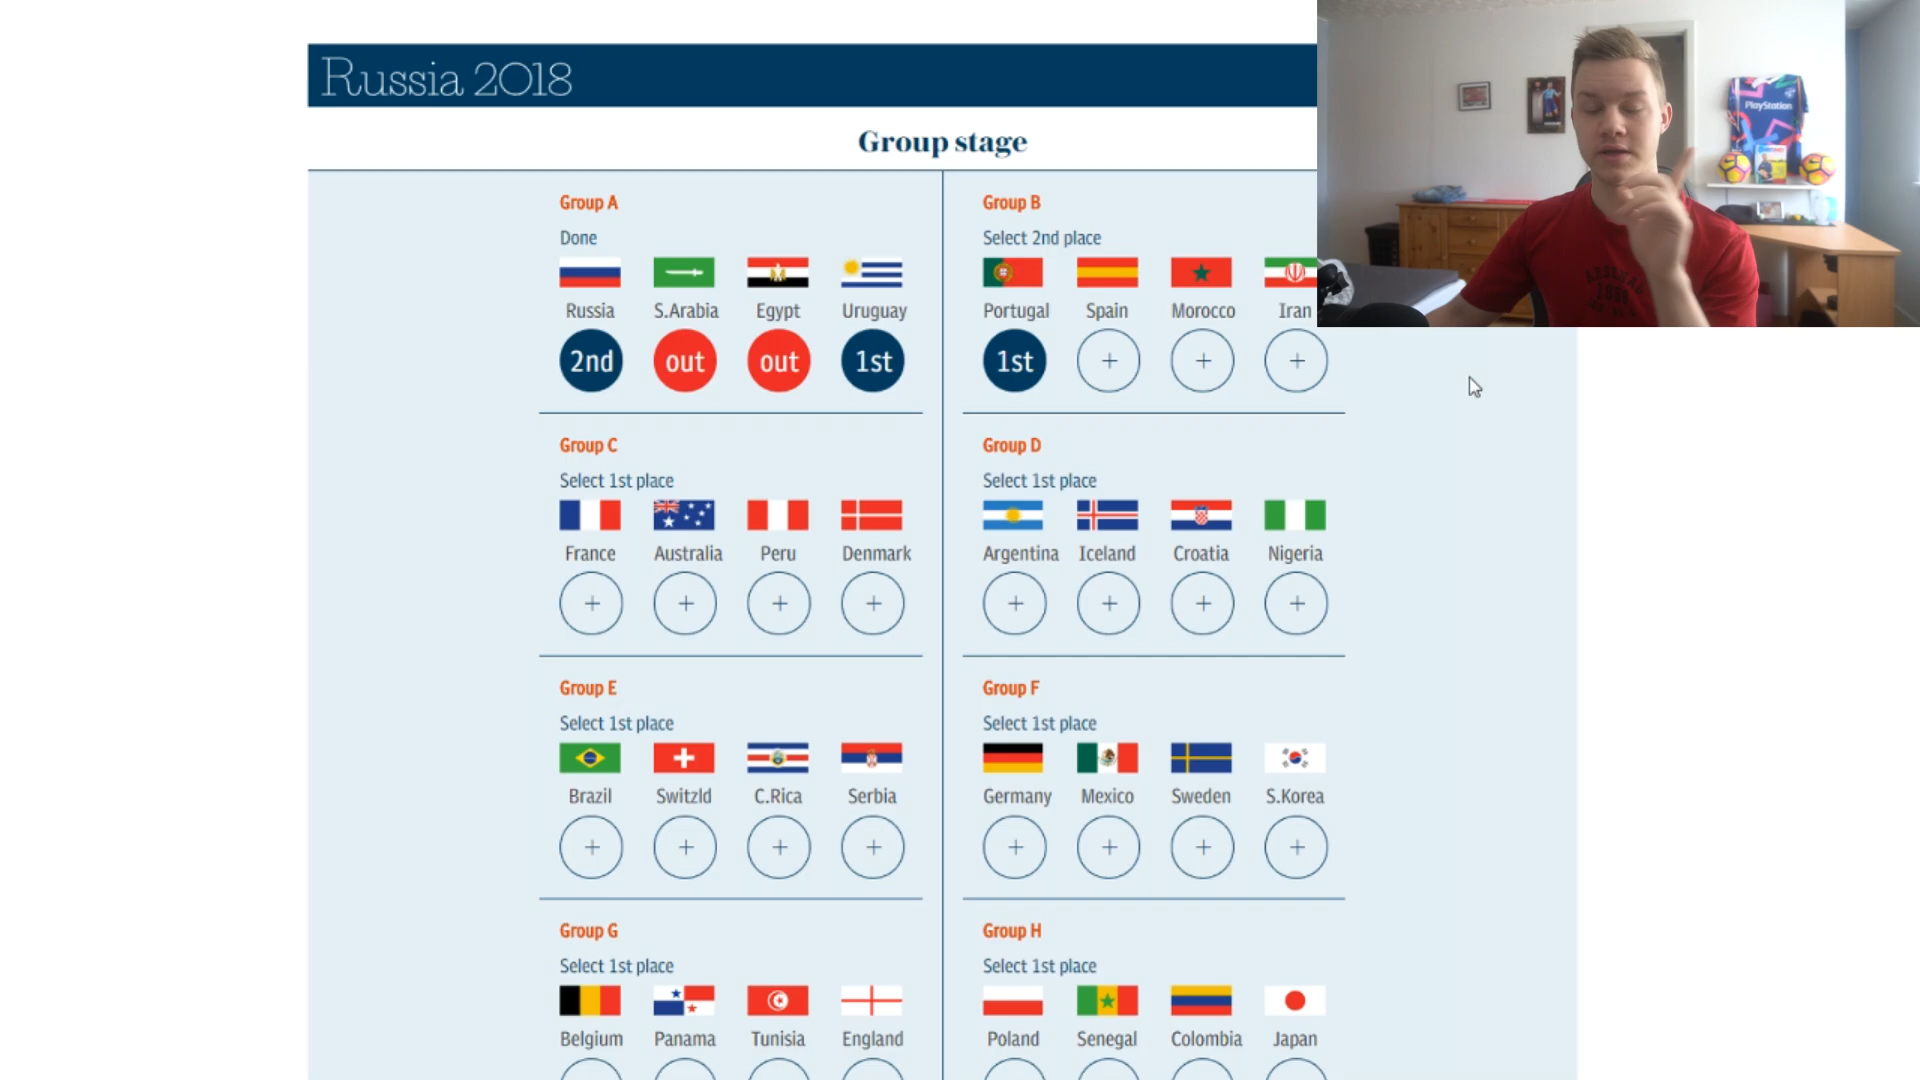 Russia 2018
Group stage
Group A
Done
Russia S.Arabia Egypt Uruguay
2nd out out 1st
Group B
Select 2nd place
Portugal Spain Morocco Iran
1st + + +
Group C
Select 1st place
France Australia Peru Denmark
+ + + +
Group D
Select 1st place
Argentina Iceland Croatia Nigeria
+ + + +
Group E
Select 1st place
Brazil Switzld C.Rica Serbia
+ + + +
Group F
Select 1st place
Germany Mexico Sweden S.Korea
+ + + +
Group G
Select 1st place
Belgium Panama Tunisia England
Group H
Select 1st place
Poland Senegal Colombia Japan
PlayStation
ARSENAL